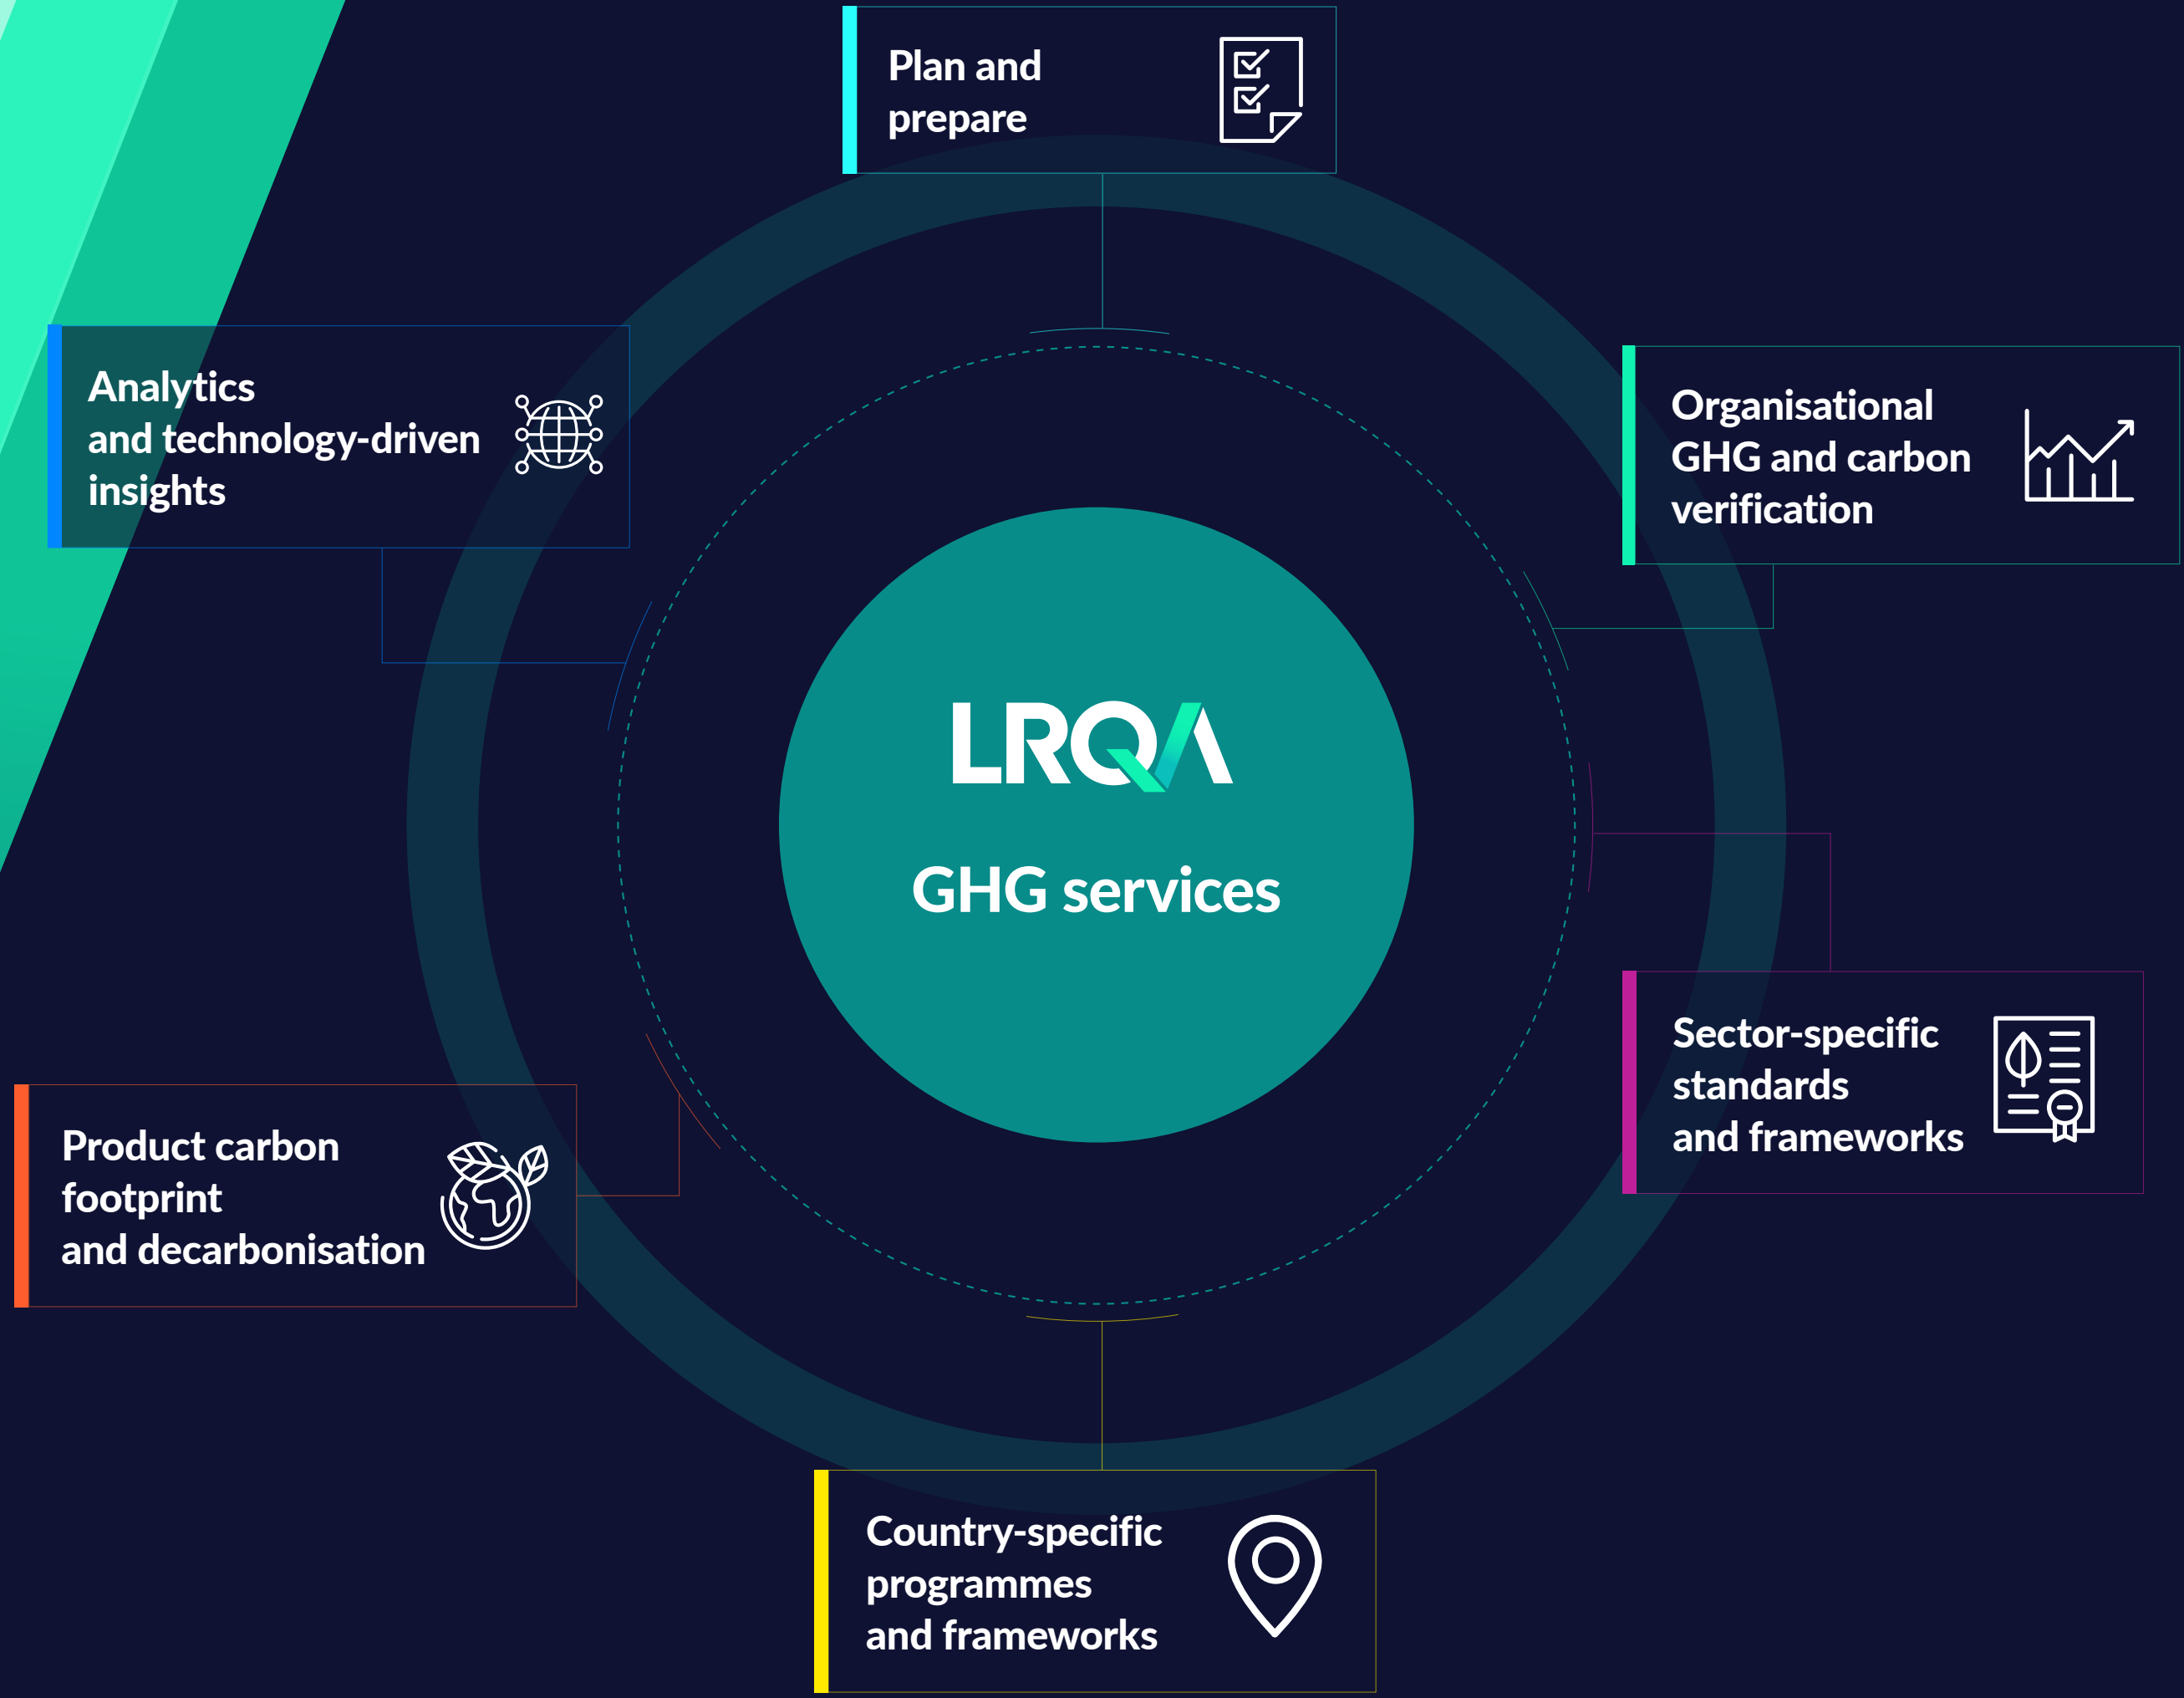 Plan and
prepare
Organisational
GHG and carbon
verification
Sector-specific
standards
and frameworks
Country-specific
programmes
and frameworks
Product carbon
footprint
and decarbonisation
Analytics
and technology-driven
insights
LRQA
GHG services